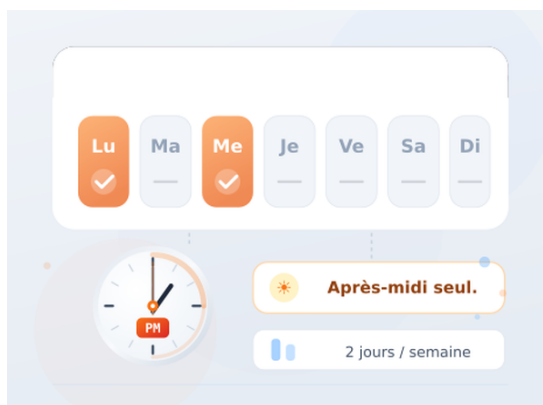 Lu Ma Me Je Ve Sa Di
Après-midi seul.
PM
2 jours / semaine